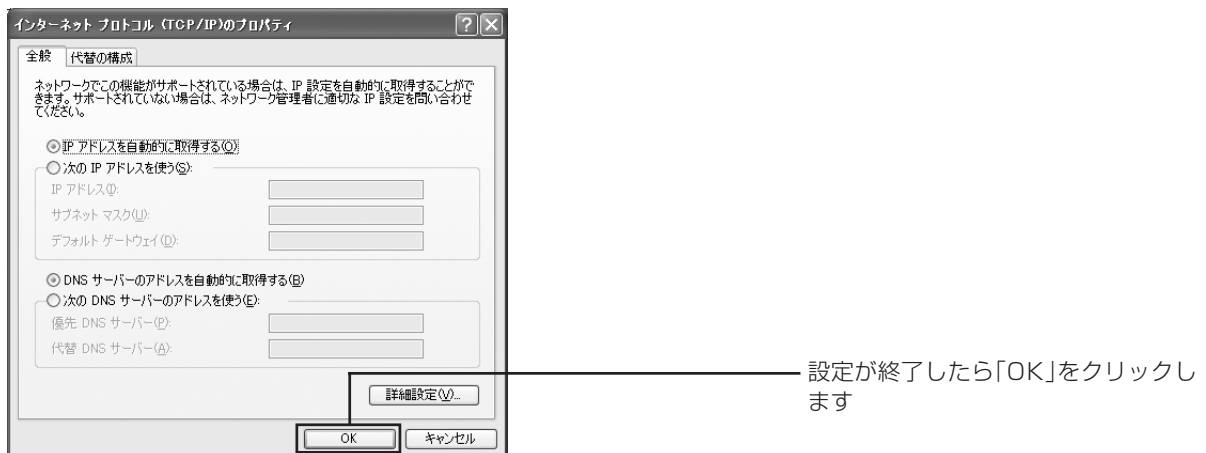 インターネット プロトコル (TCP/IP)のプロパティ
全般
代替の構成
ネットワークでこの機能がサポートされている場合は、IP 設定を自動的に取得することがで
きます。サポートされていない場合は、ネットワーク管理者に適切な IP 設定を問い合わせ
てください。
IP アドレスを自動的に取得する(O)
次の IP アドレスを使う(S):
IP アドレス(I):
サブネット マスク(U):
デフォルト ゲートウェイ(D):
DNS サーバーのアドレスを自動的に取得する(B)
次の DNS サーバーのアドレスを使う(E):
優先 DNS サーバー(P):
代替 DNS サーバー(A):
詳細設定(V)...
OK
キャンセル
設定が終了したら「OK」をクリックし
ます